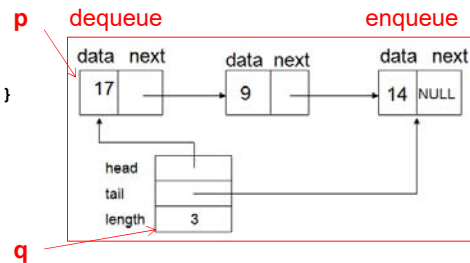 p dequeue enqueue
data next data next data next
}
17 9 14 NULL
head
tail
length 3
q